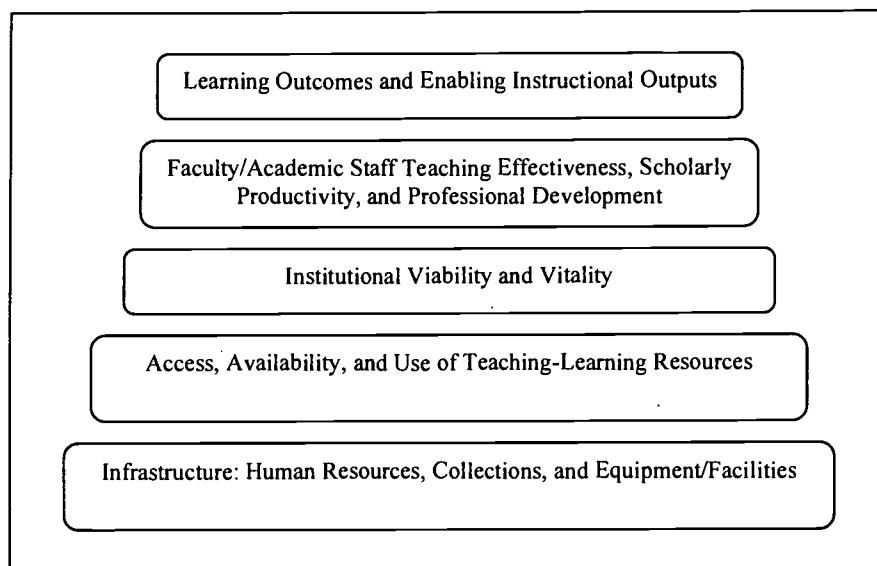 Learning Outcomes and Enabling Instructional Outputs
Faculty/Academic Staff Teaching Effectiveness, Scholarly
Productivity, and Professional Development
Institutional Viability and Vitality
Access, Availability, and Use of Teaching-Learning Resources
Infrastructure: Human Resources, Collections, and Equipment/Facilities